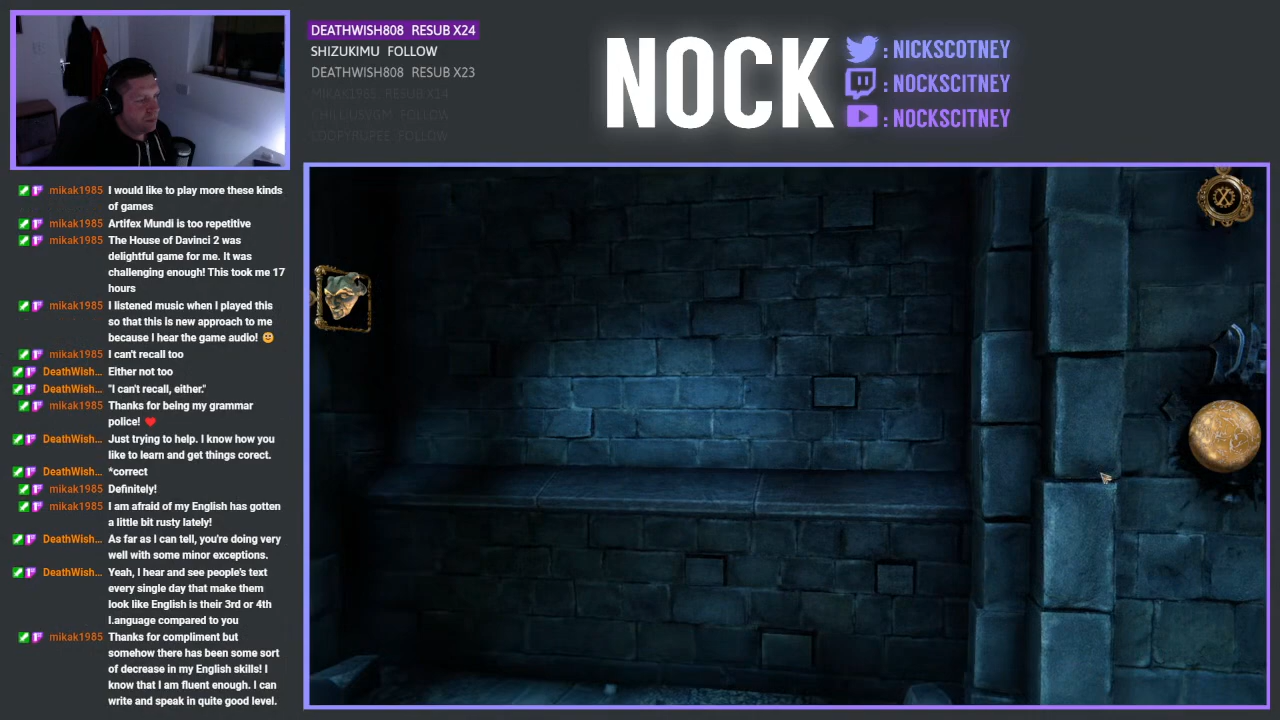 DEATHWISH808 RESUB X24
SHIZUKIMU FOLLOW
DEATHWISH808 RESUB X23
MIKAK1985 RESUB X14
NOCK
: NICKSCOTNEY
: NOCKSCITNEY
: NOCKSCITNEY
mikak1985 I would like to play more these kinds
of games
mikak1985 Artifex Mundi is too repetitive
mikak1985 The House of Davinci 2 was
delightful game for me. It was
challenging enough! This took me 17
hours
mikak1985 I listened music when I played this
so that this is new approach to me
because I hear the game audio! 🙂
mikak1985 I can't recall too
DeathWish... Either not too
DeathWish... "I can't recall, either."
mikak1985 Thanks for being my grammar
police! ♥
DeathWish... Just trying to help. I know how you
like to learn and get things corect.
DeathWish... *correct
mikak1985 Definitely!
mikak1985 I am afraid of my English has gotten
a little bit rusty lately!
DeathWish... As far as I can tell, you're doing very
well with some minor exceptions.
DeathWish... Yeah, I hear and see people's text
every single day that make them
look like English is their 3rd or 4th
l.anguage compared to you
mikak1985 Thanks for compliment but
somehow there has been some sort
of decrease in my English skills! I
know that I am fluent enough. I can
write and speak in quite good level.